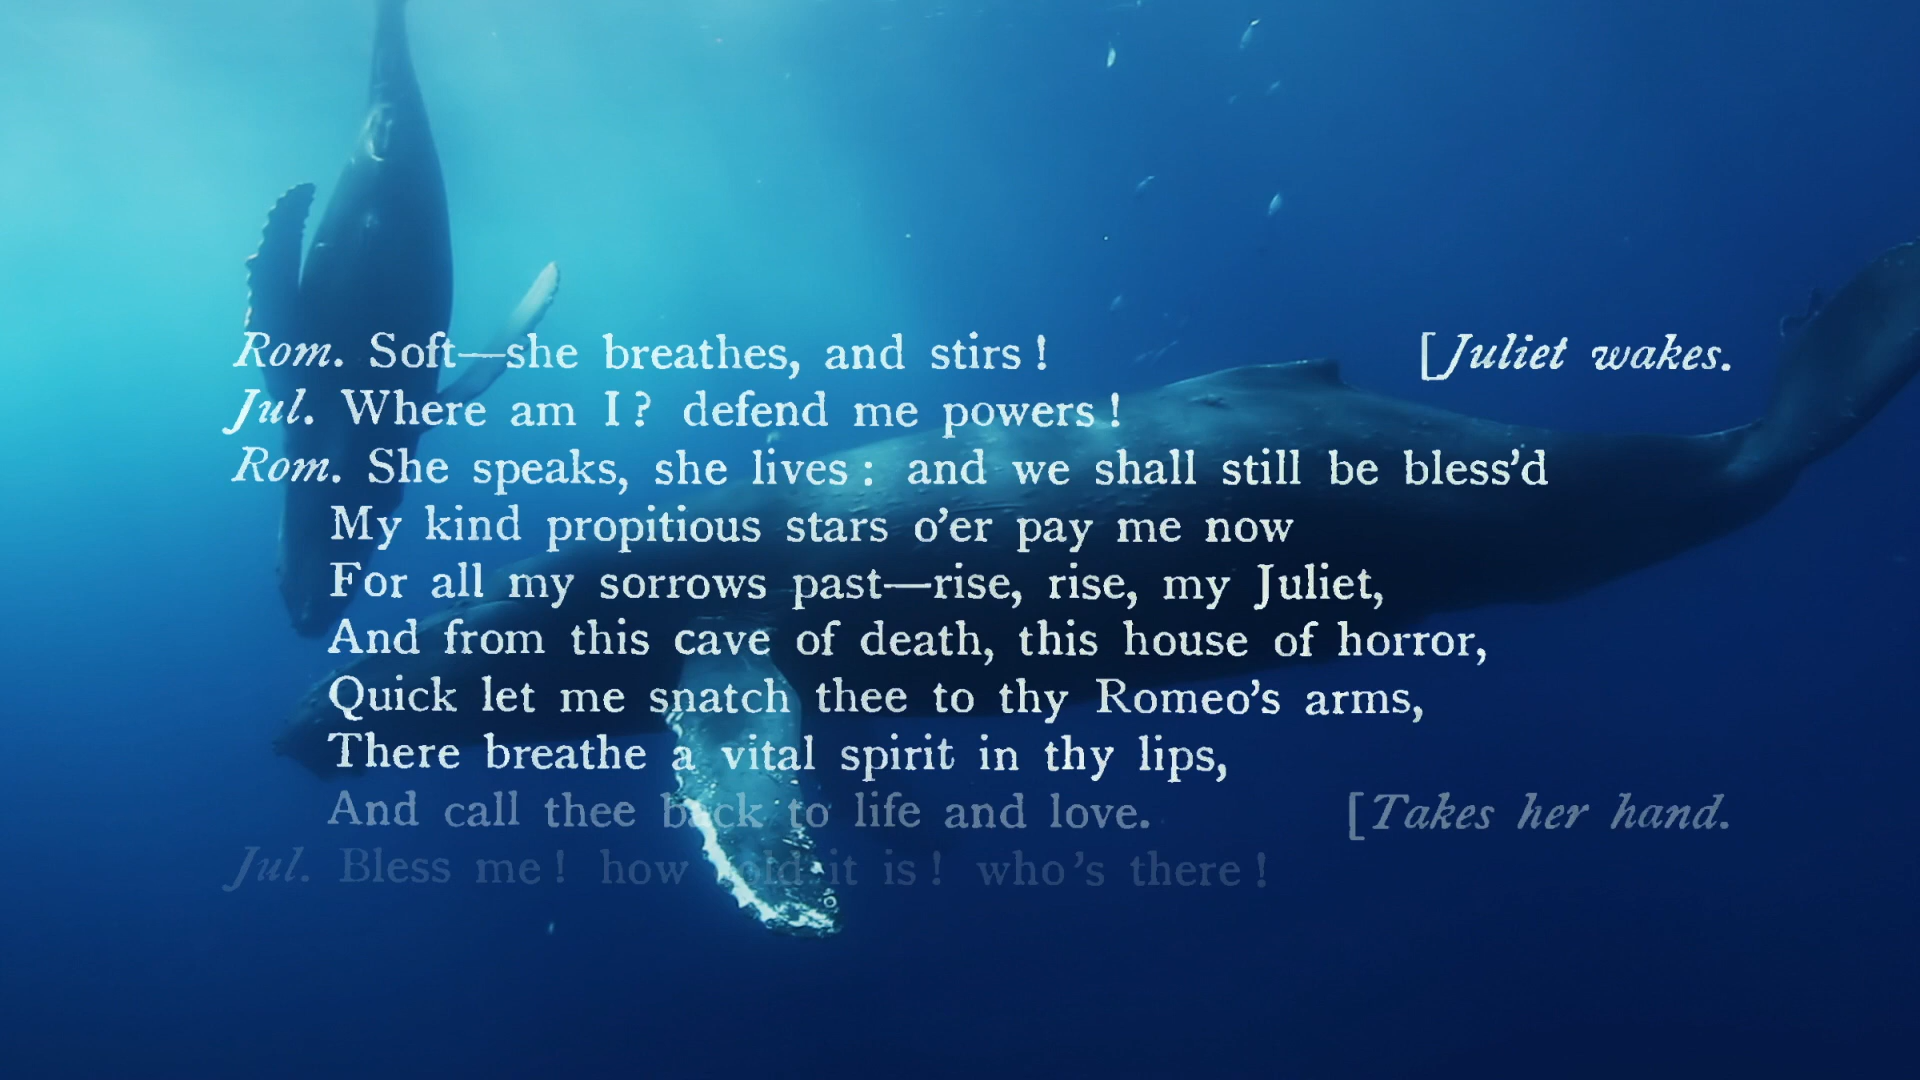 Rom. Soft—she breathes, and stirs! [Juliet wakes.
Jul. Where am I? defend me powers!
Rom. She speaks, she lives: and we shall still be bless'd
My kind propitious stars o'er pay me now
For all my sorrows past—rise, rise, my Juliet,
And from this cave of death, this house of horror,
Quick let me snatch thee to thy Romeo's arms,
There breathe a vital spirit in thy lips,
And call thee back to life and love. [Takes her hand.
Jul. Bless me! how cold it is! who's there!